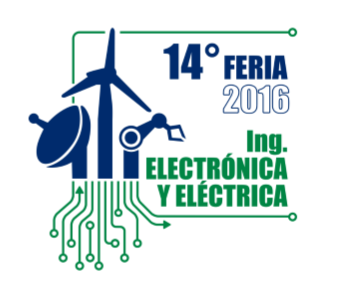 14° FERIA
2016
Ing.
ELECTRÓNICA
Y ELÉCTRICA